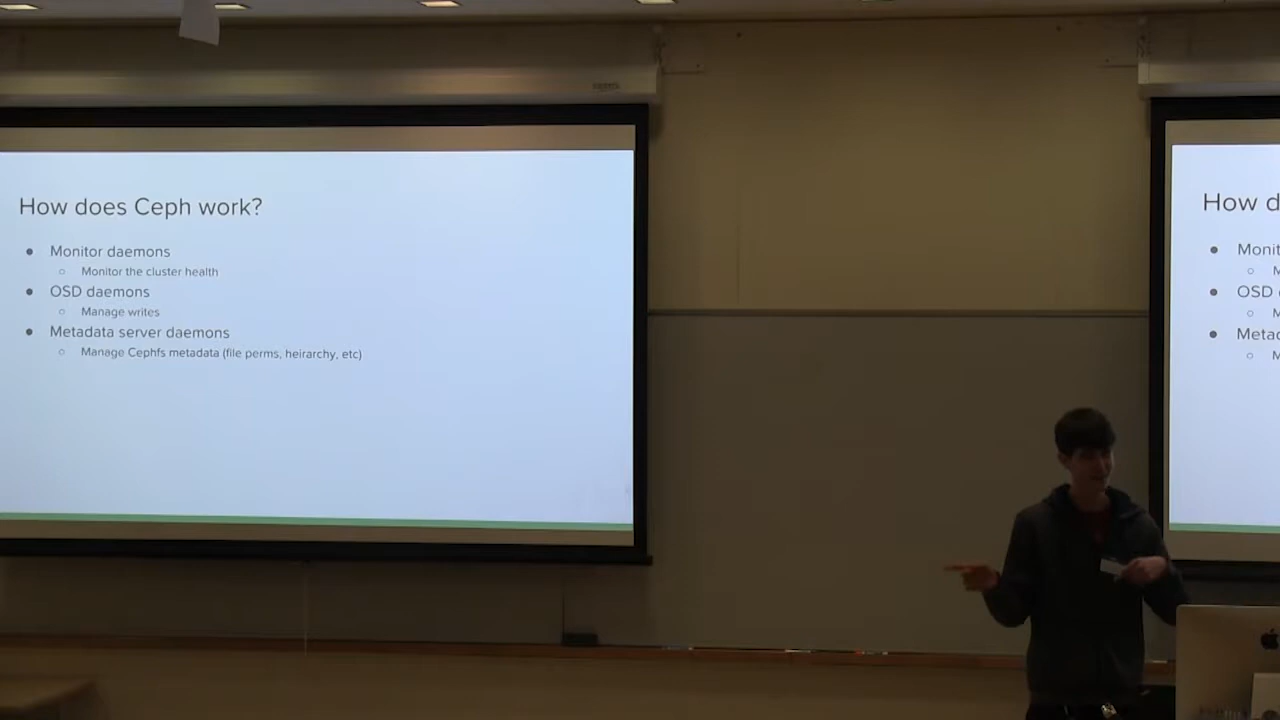 How does Ceph work?
● Monitor daemons
○ Monitor the cluster health
● OSD daemons
○ Manage writes
● Metadata server daemons
○ Manage Cephfs metadata (file perms, heirarchy, etc)
How d
● Monit
○ M
● OSD
○ M
● Metad
○ M